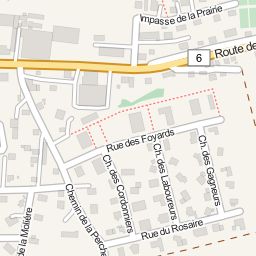 Impasse de la Prairie
6
Route de
Rue des Foyards
Ch. des Cordonniers
Ch. des Laboureurs
Ch. des Gagneurs
Chemin de la Perche
de la Molière
Rue du Rosaire